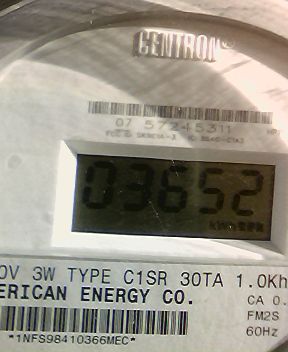 CENTRON®
07 57245311
03652
0V 3W TYPE C1SR 30TA 1.0Kh
ERICAN ENERGY CO.
CA 0.
FM2S
60Hz
*1NFS98410366MEC*